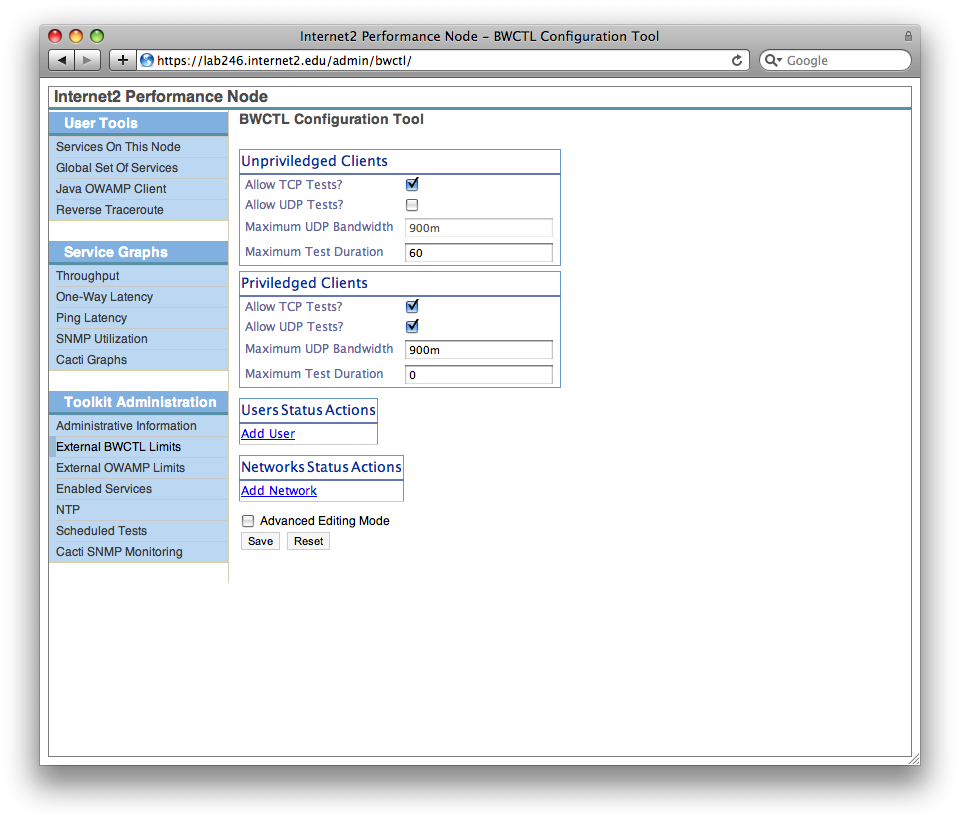 Internet2 Performance Node – BWCTL Configuration Tool
https://lab246.internet2.edu/admin/bwctl/
Google
Internet2 Performance Node
User Tools
Services On This Node
Global Set Of Services
Java OWAMP Client
Reverse Traceroute
Service Graphs
Throughput
One-Way Latency
Ping Latency
SNMP Utilization
Cacti Graphs
Toolkit Administration
Administrative Information
External BWCTL Limits
External OWAMP Limits
Enabled Services
NTP
Scheduled Tests
Cacti SNMP Monitoring
BWCTL Configuration Tool
Unpriviledged Clients
Allow TCP Tests?
Allow UDP Tests?
Maximum UDP Bandwidth 900m
Maximum Test Duration 60
Priviledged Clients
Allow TCP Tests?
Allow UDP Tests?
Maximum UDP Bandwidth 900m
Maximum Test Duration 0
Users Status Actions
Add User
Networks Status Actions
Add Network
Advanced Editing Mode
Save Reset